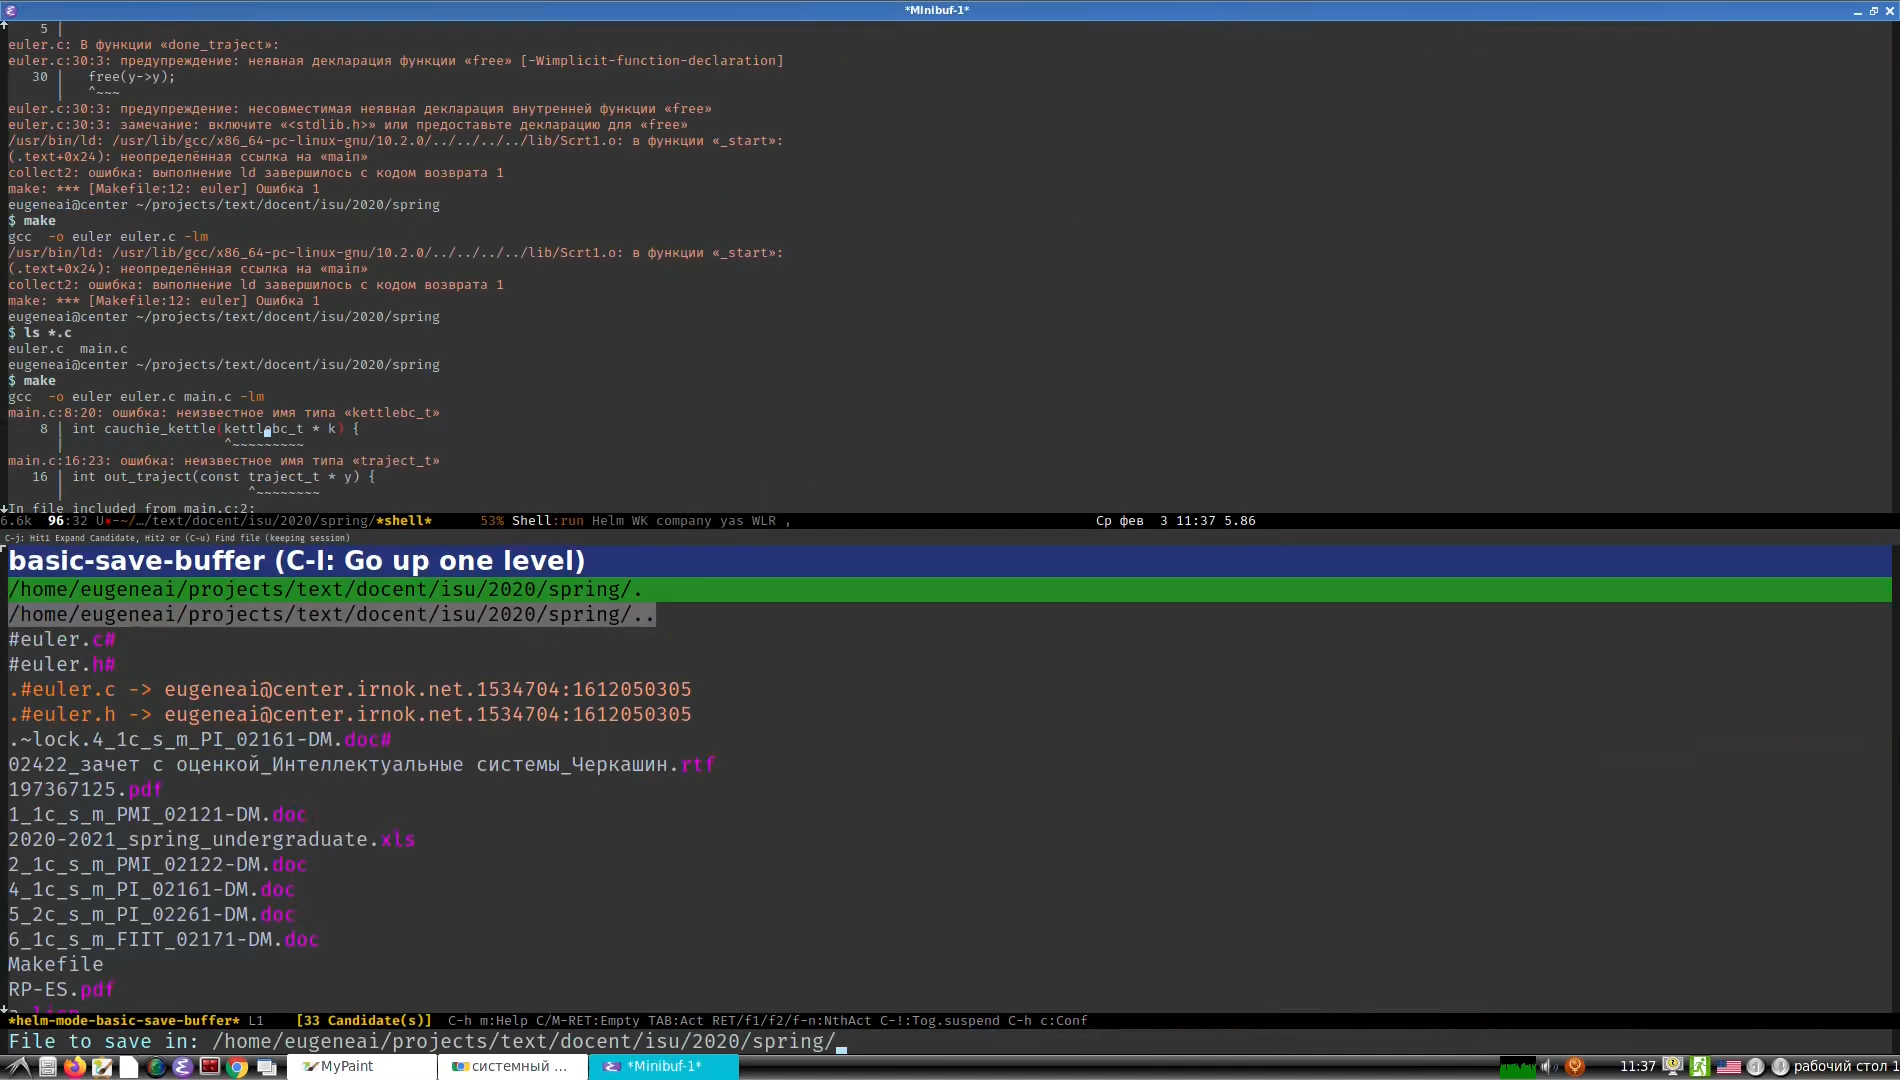 *Minibuf-1*
5 |
euler.c: В функции «done_traject»:
euler.c:30:3: предупреждение: неявная декларация функции «free» [-Wimplicit-function-declaration]
30 |   free(y->y);
|   ^~~~
euler.c:30:3: предупреждение: несовместимая неявная декларация внутренней функции «free»
euler.c:30:3: замечание: включите «<stdlib.h>» или предоставьте декларацию для «free»
/usr/bin/ld: /usr/lib/gcc/x86_64-pc-linux-gnu/10.2.0/../../../../lib/Scrt1.o: в функции «_start»:
(.text+0x24): неопределённая ссылка на «main»
collect2: ошибка: выполнение ld завершилось с кодом возврата 1
make: *** [Makefile:12: euler] Ошибка 1
eugeneai@center ~/projects/text/docent/isu/2020/spring
$ make
gcc  -o euler euler.c -lm
/usr/bin/ld: /usr/lib/gcc/x86_64-pc-linux-gnu/10.2.0/../../../../lib/Scrt1.o: в функции «_start»:
(.text+0x24): неопределённая ссылка на «main»
collect2: ошибка: выполнение ld завершилось с кодом возврата 1
make: *** [Makefile:12: euler] Ошибка 1
eugeneai@center ~/projects/text/docent/isu/2020/spring
$ ls *.c
euler.c  main.c
eugeneai@center ~/projects/text/docent/isu/2020/spring
$ make
gcc  -o euler euler.c main.c -lm
main.c:8:20: ошибка: неизвестное имя типа «kettlebc_t»
8 | int cauchie_kettle(kettlebc_t * k) {
|                    ^~~~~~~~~~
main.c:16:23: ошибка: неизвестное имя типа «traject_t»
16 | int out_traject(const traject_t * y) {
|                       ^~~~~~~~~
In file included from main.c:2:
6.6k  96:32 U*-~/…/text/docent/isu/2020/spring/*shell*      53% Shell:run Helm WK company yas WLR ,      Ср фев  3 11:37 5.86
C-j: Hit1 Expand Candidate, Hit2 or (C-u) Find file (keeping session)
basic-save-buffer (C-l: Go up one level)
/home/eugeneai/projects/text/docent/isu/2020/spring/.
/home/eugeneai/projects/text/docent/isu/2020/spring/..
#euler.c#
#euler.h#
.#euler.c -> eugeneai@center.irnok.net.1534704:1612050305
.#euler.h -> eugeneai@center.irnok.net.1534704:1612050305
.~lock.4_1c_s_m_PI_02161-DM.doc#
02422_зачет с оценкой_Интеллектуальные системы_Черкашин.rtf
197367125.pdf
1_1c_s_m_PMI_02121-DM.doc
2020-2021_spring_undergraduate.xls
2_1c_s_m_PMI_02122-DM.doc
4_1c_s_m_PI_02161-DM.doc
5_2c_s_m_PI_02261-DM.doc
6_1c_s_m_FIIT_02171-DM.doc
Makefile
RP-ES.pdf
*helm-mode-basic-save-buffer* L1    [33 Candidate(s)]  C-h m:Help C/M-RET:Empty TAB:Act RET/f1/f2/f-n:NthAct C-!:Tog.suspend C-h c:Conf
File to save in: /home/eugeneai/projects/text/docent/isu/2020/spring/
MyPaint  системный ...  *Minibuf-1*  11:37  рабочий стол 1